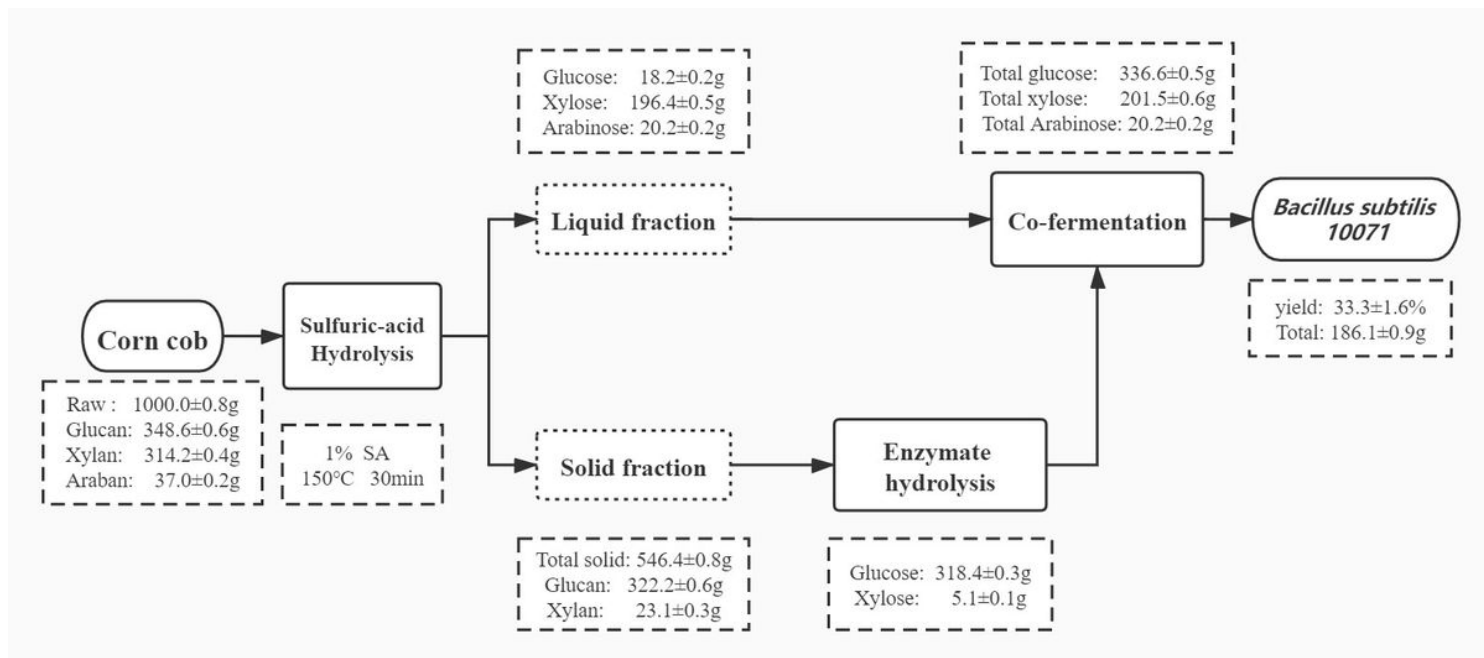 Glucose: 18.2±0.2g
Xylose: 196.4±0.5g
Arabinose: 20.2±0.2g
Total glucose: 336.6±0.5g
Total xylose: 201.5±0.6g
Total Arabinose: 20.2±0.2g
Liquid fraction
Co-fermentation
Bacillus subtilis
10071
yield: 33.3±1.6%
Total: 186.1±0.9g
Corn cob
Sulfuric-acid
Hydrolysis
Raw : 1000.0±0.8g
Glucan: 348.6±0.6g
Xylan: 314.2±0.4g
Araban: 37.0±0.2g
1% SA
150℃ 30min
Solid fraction
Enzymate
hydrolysis
Total solid: 546.4±0.8g
Glucan: 322.2±0.6g
Xylan: 23.1±0.3g
Glucose: 318.4±0.3g
Xylose: 5.1±0.1g